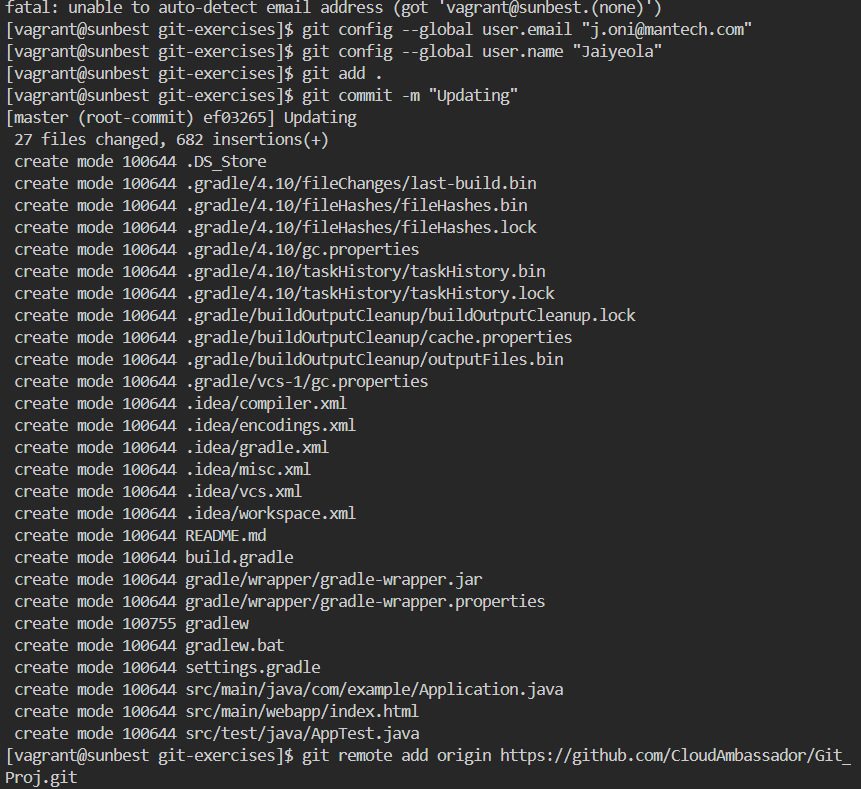 fatal: unable to auto-detect email address (got 'vagrant@sunbest.(none)')
[vagrant@sunbest git-exercises]$ git config --global user.email "j.oni@mantech.com"
[vagrant@sunbest git-exercises]$ git config --global user.name "Jaiyeola"
[vagrant@sunbest git-exercises]$ git add .
[vagrant@sunbest git-exercises]$ git commit -m "Updating"
[master (root-commit) ef03265] Updating
 27 files changed, 682 insertions(+)
 create mode 100644 .DS_Store
 create mode 100644 .gradle/4.10/fileChanges/last-build.bin
 create mode 100644 .gradle/4.10/fileHashes/fileHashes.bin
 create mode 100644 .gradle/4.10/fileHashes/fileHashes.lock
 create mode 100644 .gradle/4.10/gc.properties
 create mode 100644 .gradle/4.10/taskHistory/taskHistory.bin
 create mode 100644 .gradle/4.10/taskHistory/taskHistory.lock
 create mode 100644 .gradle/buildOutputCleanup/buildOutputCleanup.lock
 create mode 100644 .gradle/buildOutputCleanup/cache.properties
 create mode 100644 .gradle/buildOutputCleanup/outputFiles.bin
 create mode 100644 .gradle/vcs-1/gc.properties
 create mode 100644 .idea/compiler.xml
 create mode 100644 .idea/encodings.xml
 create mode 100644 .idea/gradle.xml
 create mode 100644 .idea/misc.xml
 create mode 100644 .idea/vcs.xml
 create mode 100644 .idea/workspace.xml
 create mode 100644 README.md
 create mode 100644 build.gradle
 create mode 100644 gradle/wrapper/gradle-wrapper.jar
 create mode 100644 gradle/wrapper/gradle-wrapper.properties
 create mode 100755 gradlew
 create mode 100644 gradlew.bat
 create mode 100644 settings.gradle
 create mode 100644 src/main/java/com/example/Application.java
 create mode 100644 src/main/webapp/index.html
 create mode 100644 src/test/java/AppTest.java
[vagrant@sunbest git-exercises]$ git remote add origin https://github.com/CloudAmbassador/Git_
Proj.git